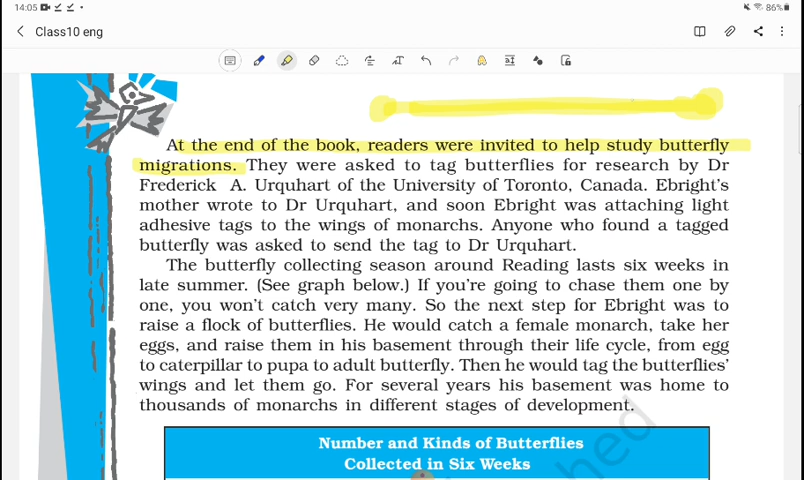 14:05
86%
Class10 eng
At the end of the book, readers were invited to help study butterfly
migrations. They were asked to tag butterflies for research by Dr
Frederick A. Urquhart of the University of Toronto, Canada. Ebright's
mother wrote to Dr Urquhart, and soon Ebright was attaching light
adhesive tags to the wings of monarchs. Anyone who found a tagged
butterfly was asked to send the tag to Dr Urquhart.
The butterfly collecting season around Reading lasts six weeks in
late summer. (See graph below.) If you're going to chase them one by
one, you won't catch very many. So the next step for Ebright was to
raise a flock of butterflies. He would catch a female monarch, take her
eggs, and raise them in his basement through their life cycle, from egg
to caterpillar to pupa to adult butterfly. Then he would tag the butterflies'
wings and let them go. For several years his basement was home to
thousands of monarchs in different stages of development.
Number and Kinds of Butterflies
Collected in Six Weeks